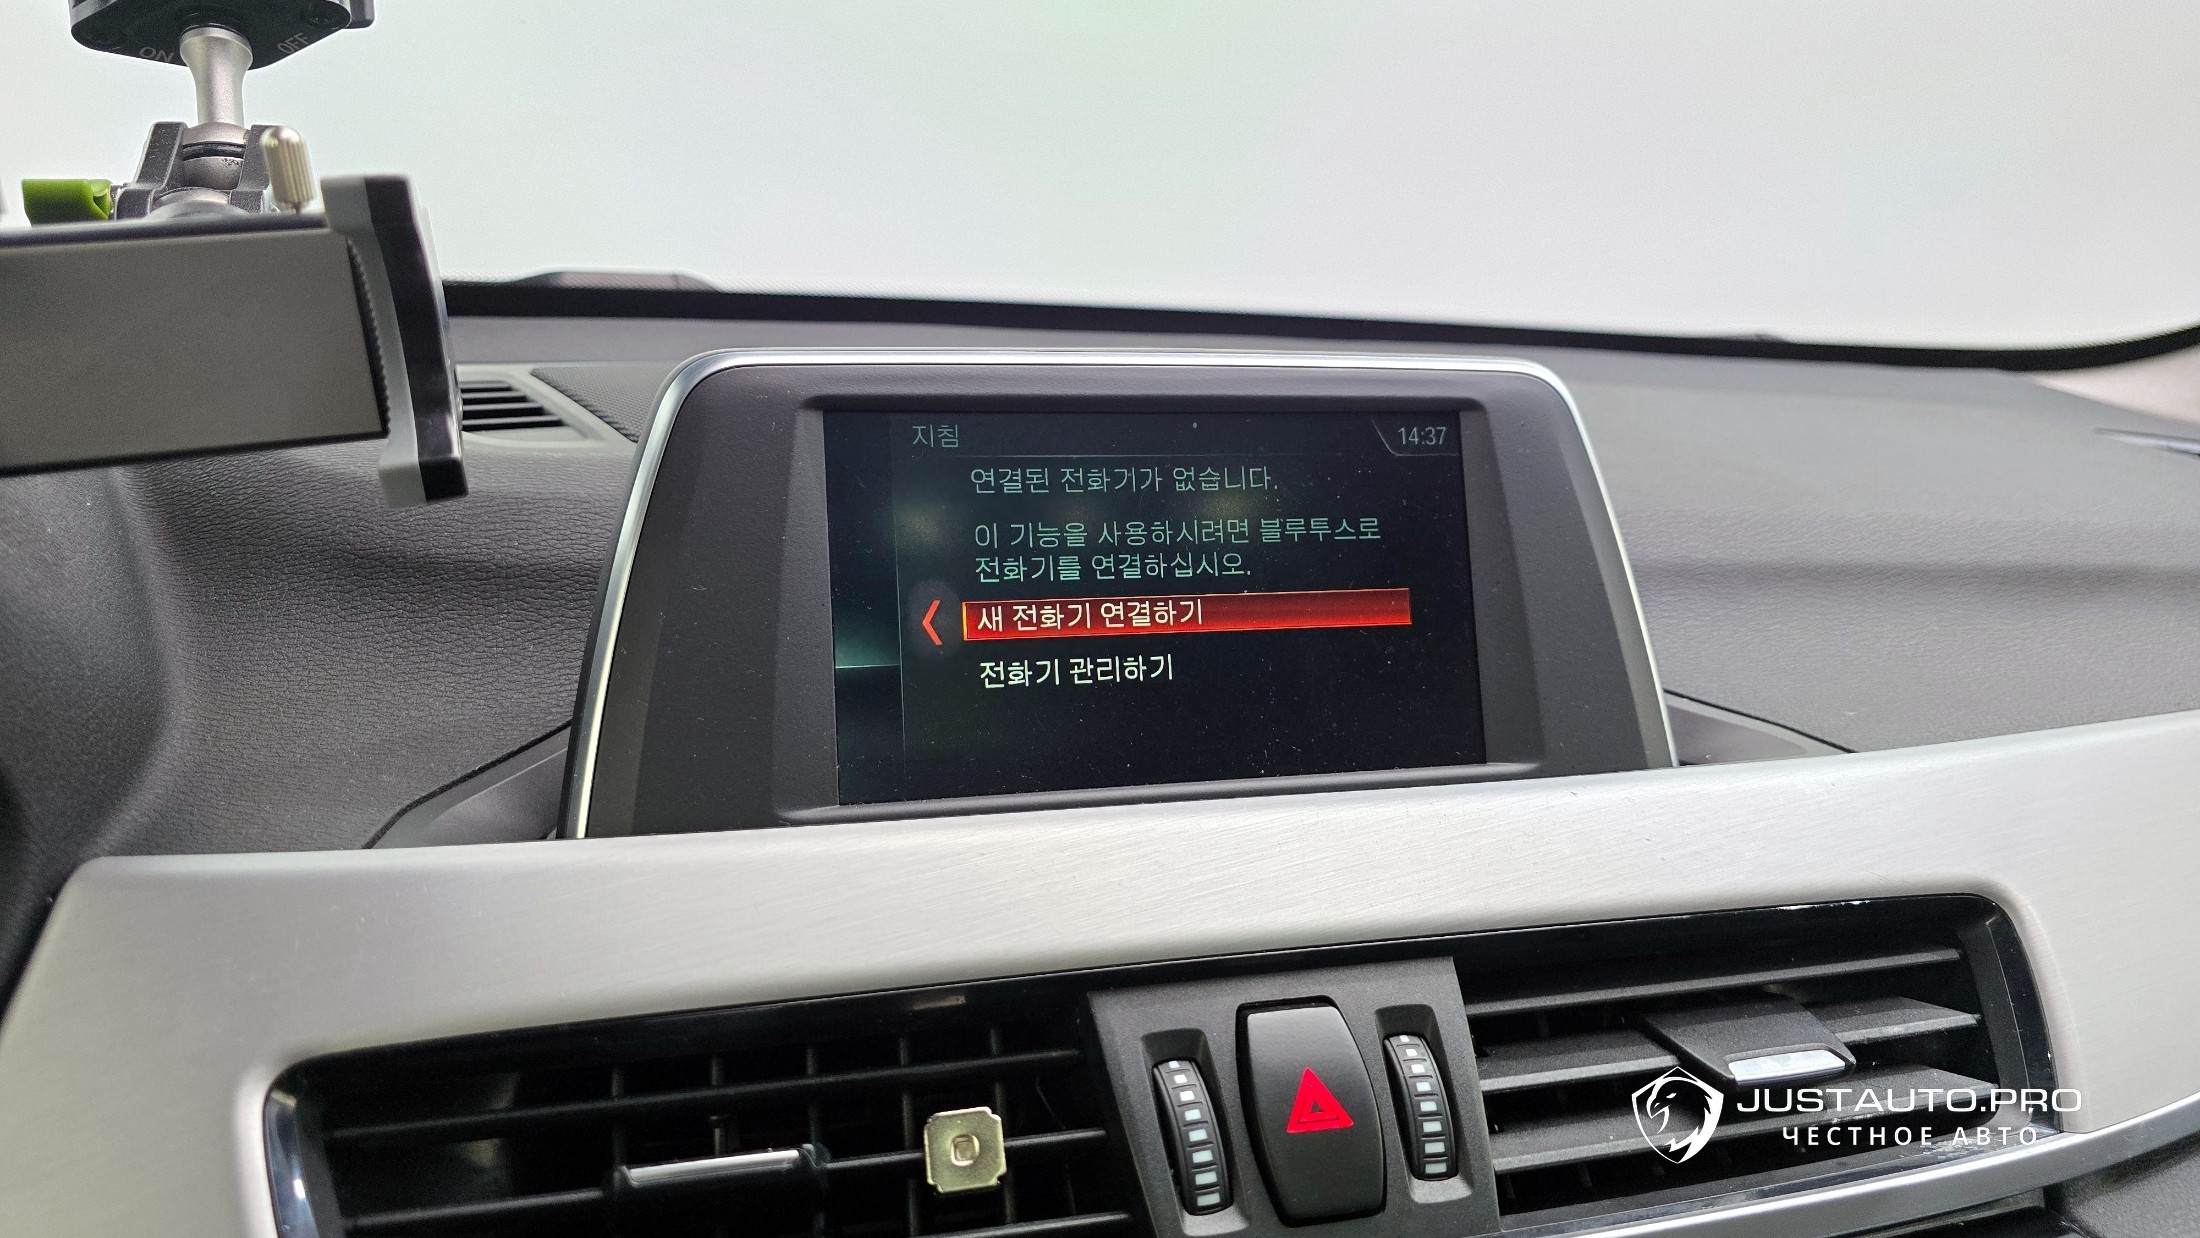 ON
OFF
지침
14:37
연결된 전화기가 없습니다.
이 기능을 사용하시려면 블루투스로
전화기를 연결하십시오.
새 전화기 연결하기
전화기 관리하기
JUSTAUTO.PRO
ЧЕСТНОЕ АВТО